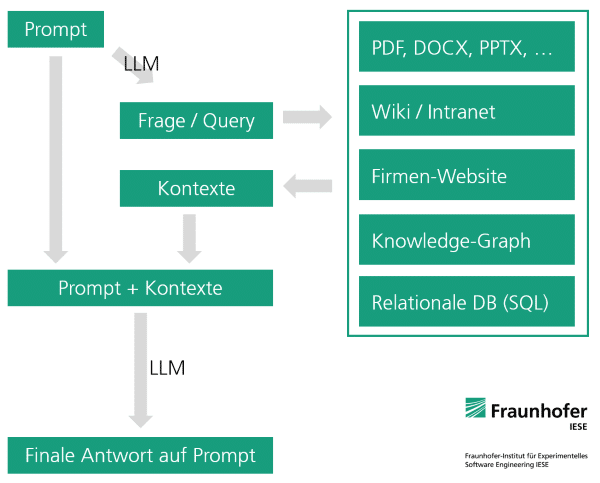 Prompt
LLM
Frage / Query
Kontexte
Prompt + Kontexte
LLM
Finale Antwort auf Prompt
PDF, DOCX, PPTX, …
Wiki / Intranet
Firmen-Website
Knowledge-Graph
Relationale DB (SQL)
Fraunhofer
IESE
Fraunhofer-Institut für Experimentelles
Software Engineering IESE